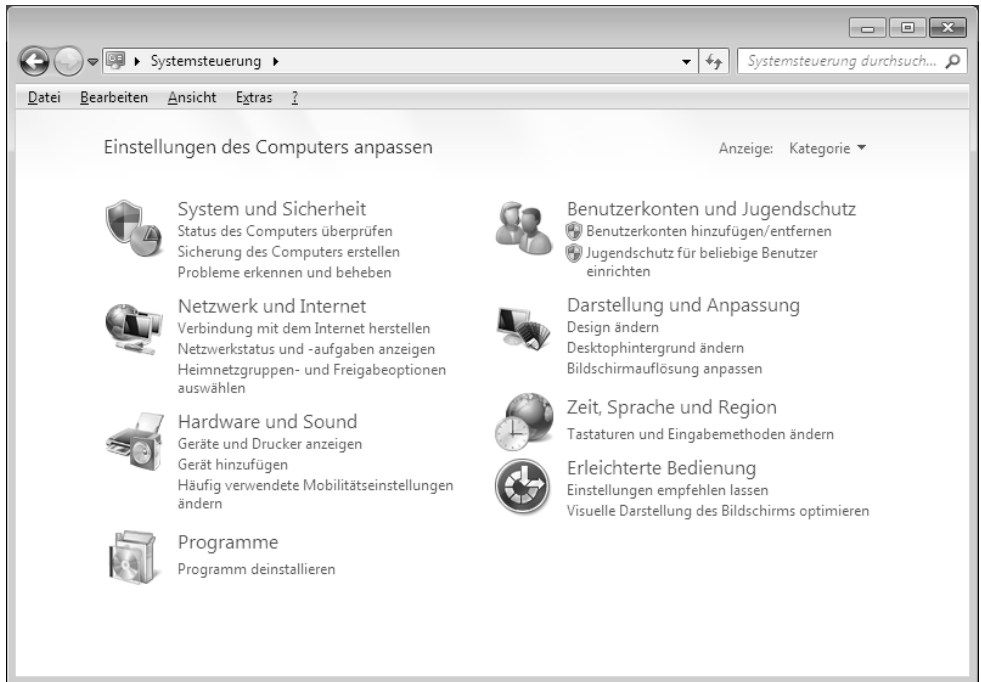 Systemsteuerung
Systemsteuerung durchsuch...
Datei Bearbeiten Ansicht Extras ?
Einstellungen des Computers anpassen
Anzeige: Kategorie
System und Sicherheit
Status des Computers überprüfen
Sicherung des Computers erstellen
Probleme erkennen und beheben
Netzwerk und Internet
Verbindung mit dem Internet herstellen
Netzwerkstatus und -aufgaben anzeigen
Heimnetzgruppen- und Freigabeoptionen
auswählen
Hardware und Sound
Geräte und Drucker anzeigen
Gerät hinzufügen
Häufig verwendete Mobilitätseinstellungen
ändern
Programme
Programm deinstallieren
Benutzerkonten und Jugendschutz
Benutzerkonten hinzufügen/entfernen
Jugendschutz für beliebige Benutzer
einrichten
Darstellung und Anpassung
Design ändern
Desktophintergrund ändern
Bildschirmauflösung anpassen
Zeit, Sprache und Region
Tastaturen und Eingabemethoden ändern
Erleichterte Bedienung
Einstellungen empfehlen lassen
Visuelle Darstellung des Bildschirms optimieren